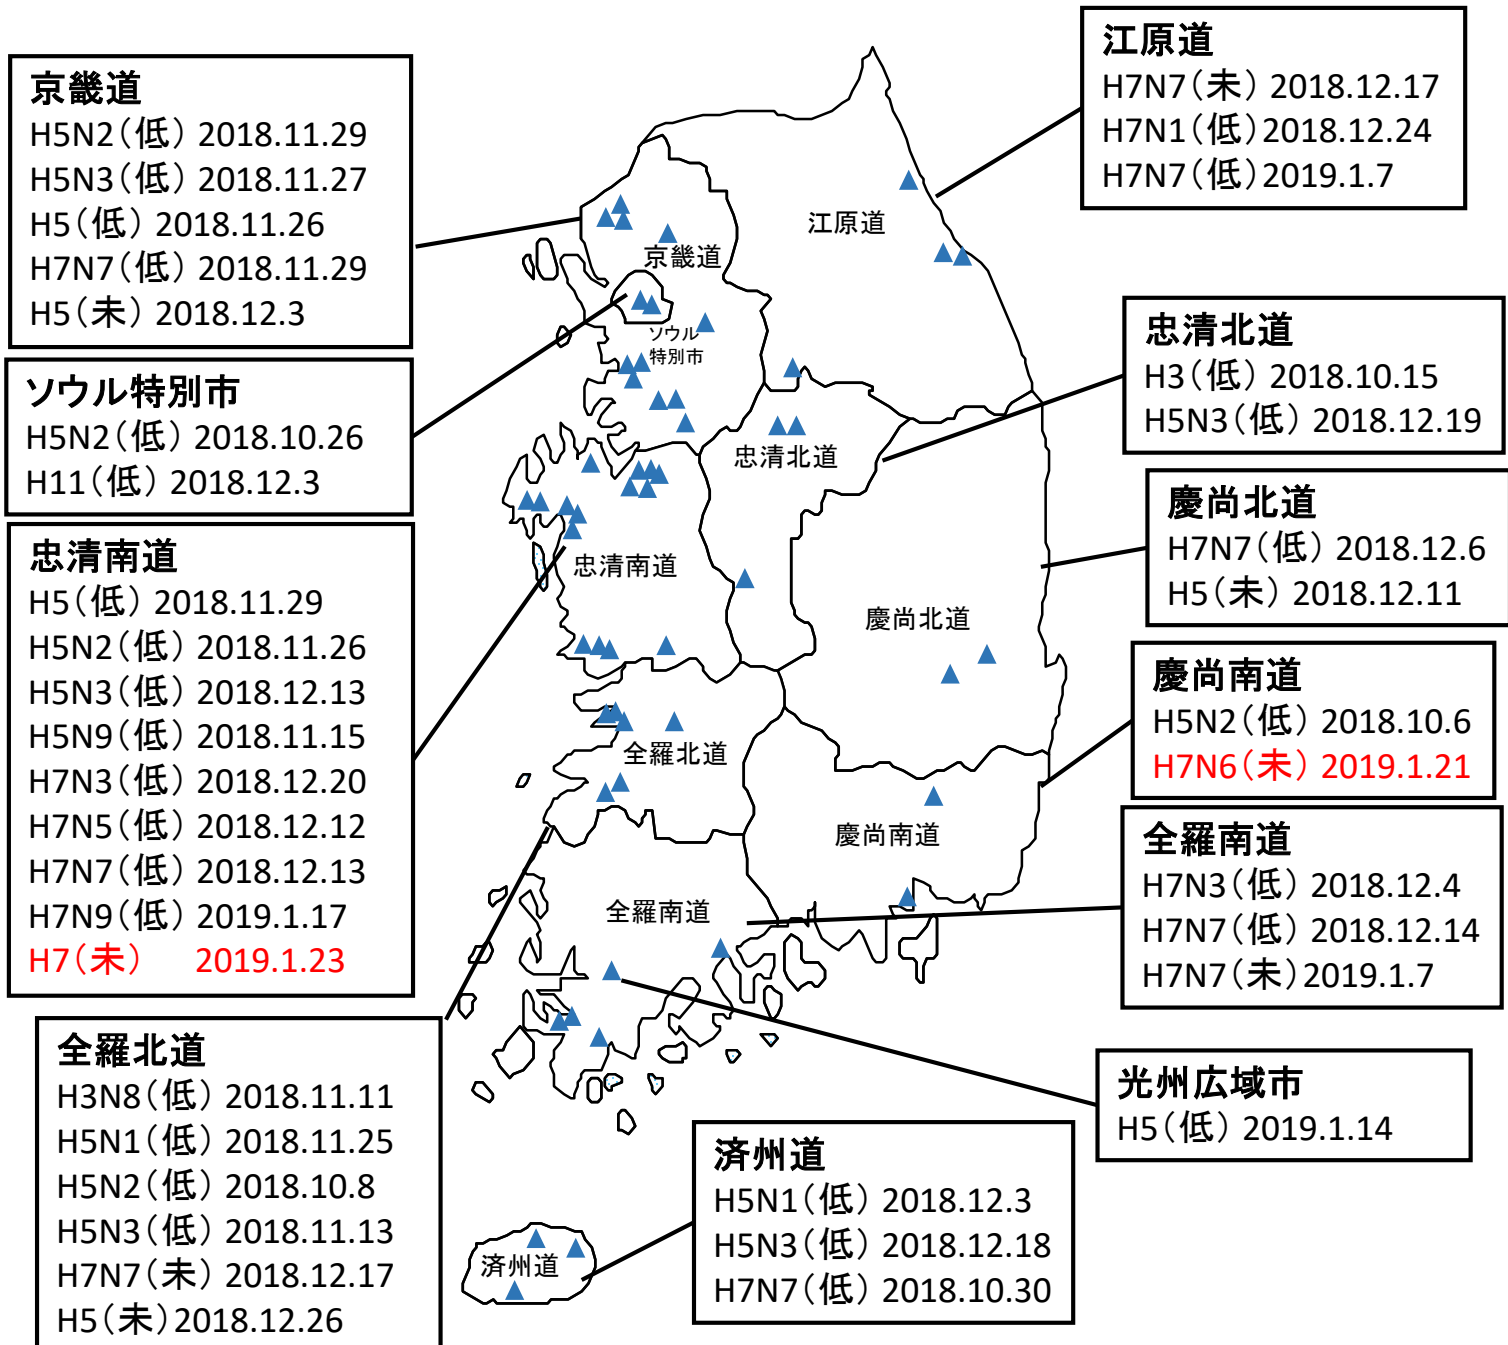 京畿道
H5N2(低) 2018.11.29
H5N3(低) 2018.11.27
H5(低) 2018.11.26
H7N7(低) 2018.11.29
H5(未) 2018.12.3
ソウル特別市
H5N2(低) 2018.10.26
H11(低) 2018.12.3
忠清南道
H5(低) 2018.11.29
H5N2(低) 2018.11.26
H5N3(低) 2018.12.13
H5N9(低) 2018.11.15
H7N3(低) 2018.12.20
H7N5(低) 2018.12.12
H7N7(低) 2018.12.13
H7N9(低) 2019.1.17
H7(未) 2019.1.23
全羅北道
H3N8(低) 2018.11.11
H5N1(低) 2018.11.25
H5N2(低) 2018.10.8
H5N3(低) 2018.11.13
H7N7(未) 2018.12.17
H5(未)2018.12.26
江原道
京畿道
ソウル
特別市
忠清北道
忠清南道
慶尚北道
全羅北道
慶尚南道
全羅南道
済州道
江原道
H7N7(未) 2018.12.17
H7N1(低)2018.12.24
H7N7(低)2019.1.7
忠清北道
H3(低) 2018.10.15
H5N3(低) 2018.12.19
慶尚北道
H7N7(低) 2018.12.6
H5(未) 2018.12.11
慶尚南道
H5N2(低) 2018.10.6
H7N6(未) 2019.1.21
全羅南道
H7N3(低) 2018.12.4
H7N7(低) 2018.12.14
H7N7(未)2019.1.7
光州広域市
H5(低) 2019.1.14
済州道
H5N1(低) 2018.12.3
H5N3(低) 2018.12.18
H7N7(低) 2018.10.30